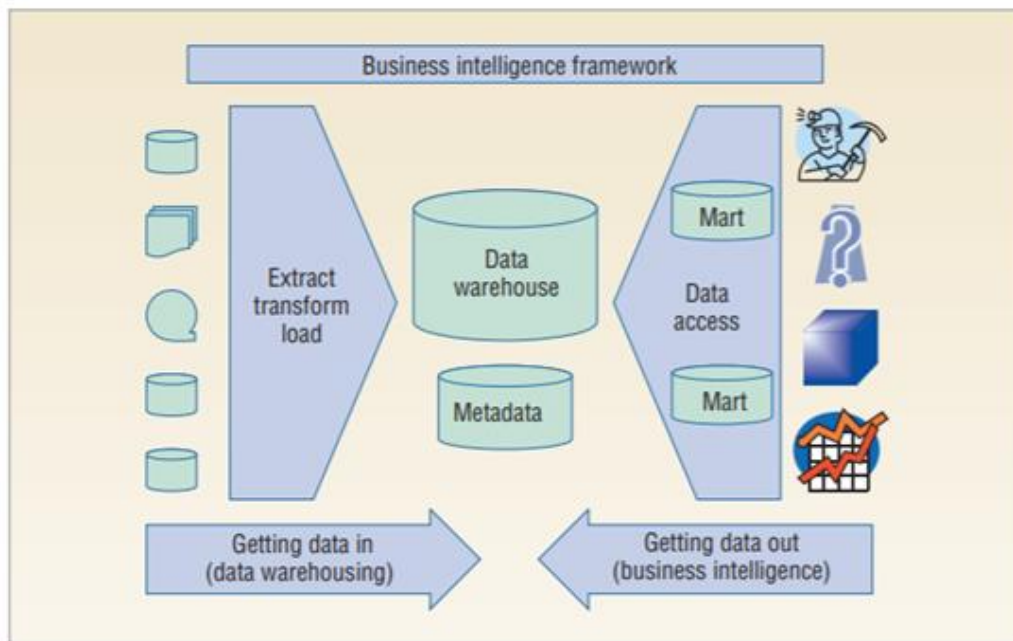 Business intelligence framework
Extract
transform
load
Data
warehouse
Metadata
Mart
Data
access
Mart
Getting data in
(data warehousing)
Getting data out
(business intelligence)